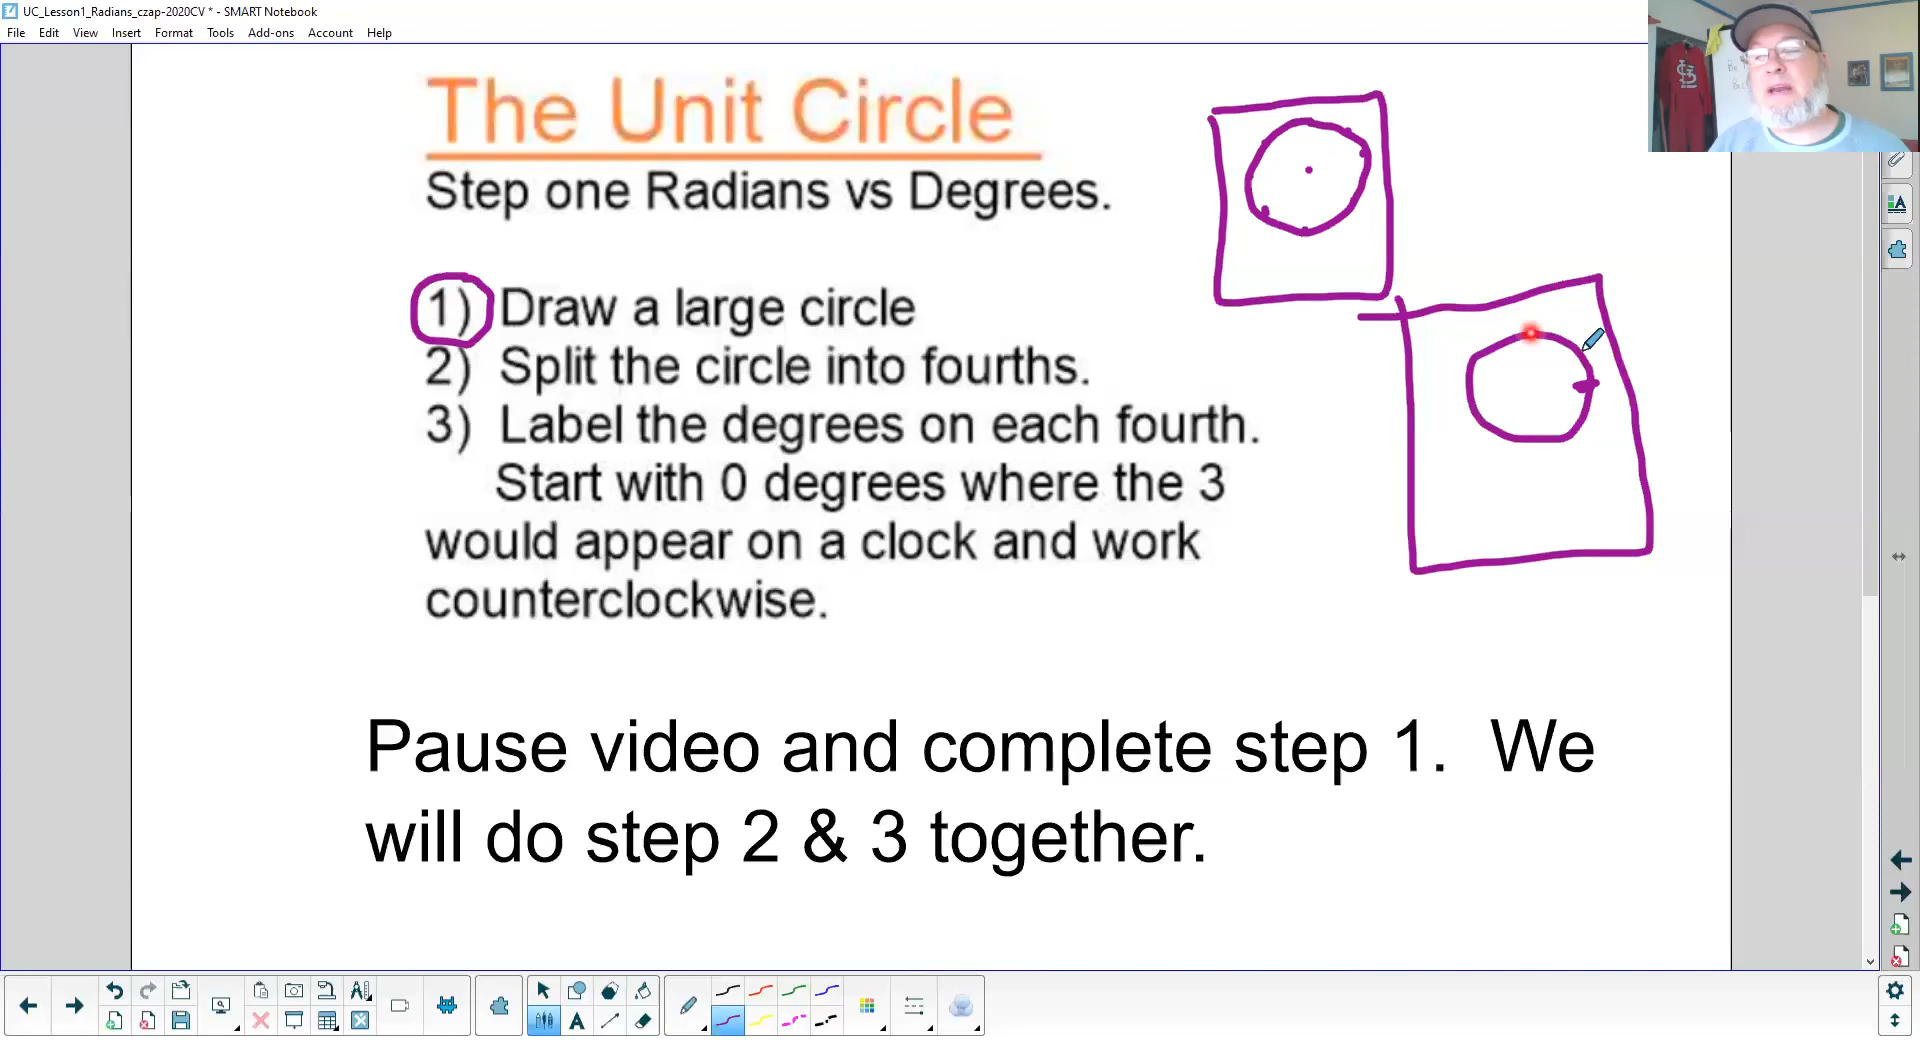 UC_Lesson1_Radians_czap-2020CV * - SMART Notebook
File Edit View Insert Format Tools Add-ons Account Help
The Unit Circle
Step one Radians vs Degrees.
1) Draw a large circle
2) Split the circle into fourths.
3) Label the degrees on each fourth.
Start with 0 degrees where the 3
would appear on a clock and work
counterclockwise.
Pause video and complete step 1. We
will do step 2 & 3 together.